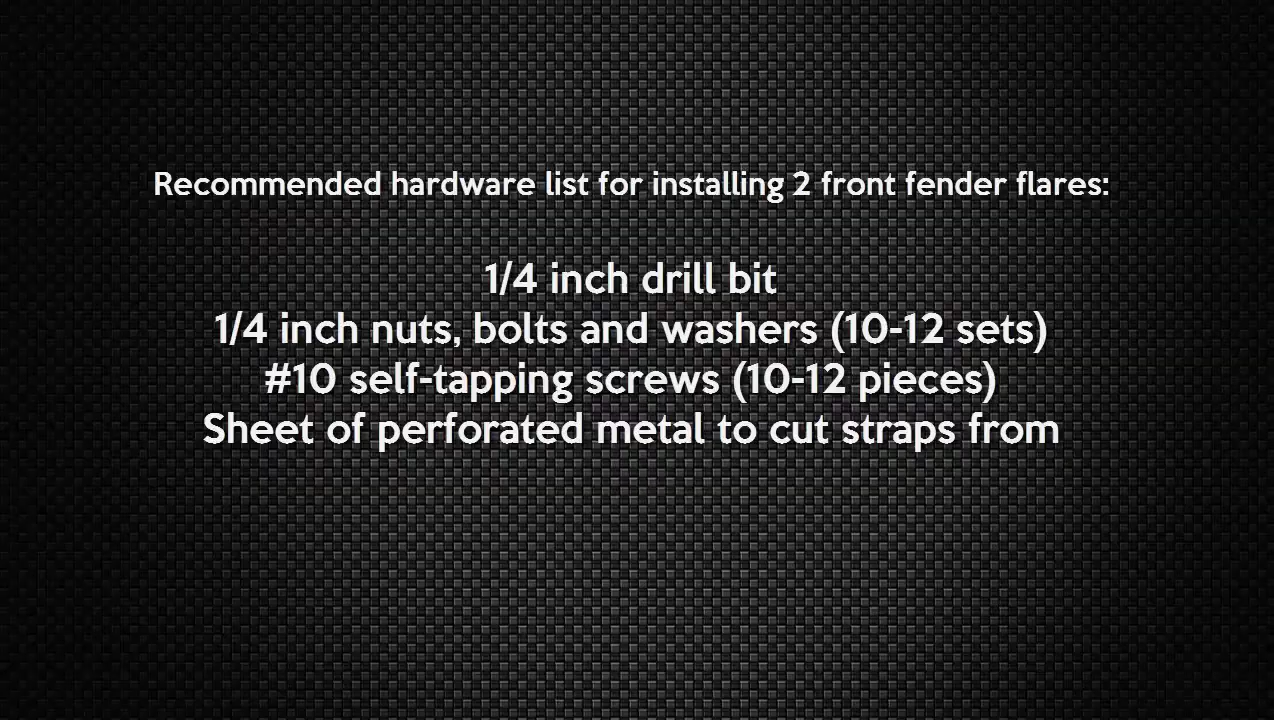 Recommended hardware list for installing 2 front fender flares:
1/4 inch drill bit
1/4 inch nuts, bolts and washers (10-12 sets)
#10 self-tapping screws (10-12 pieces)
Sheet of perforated metal to cut straps from